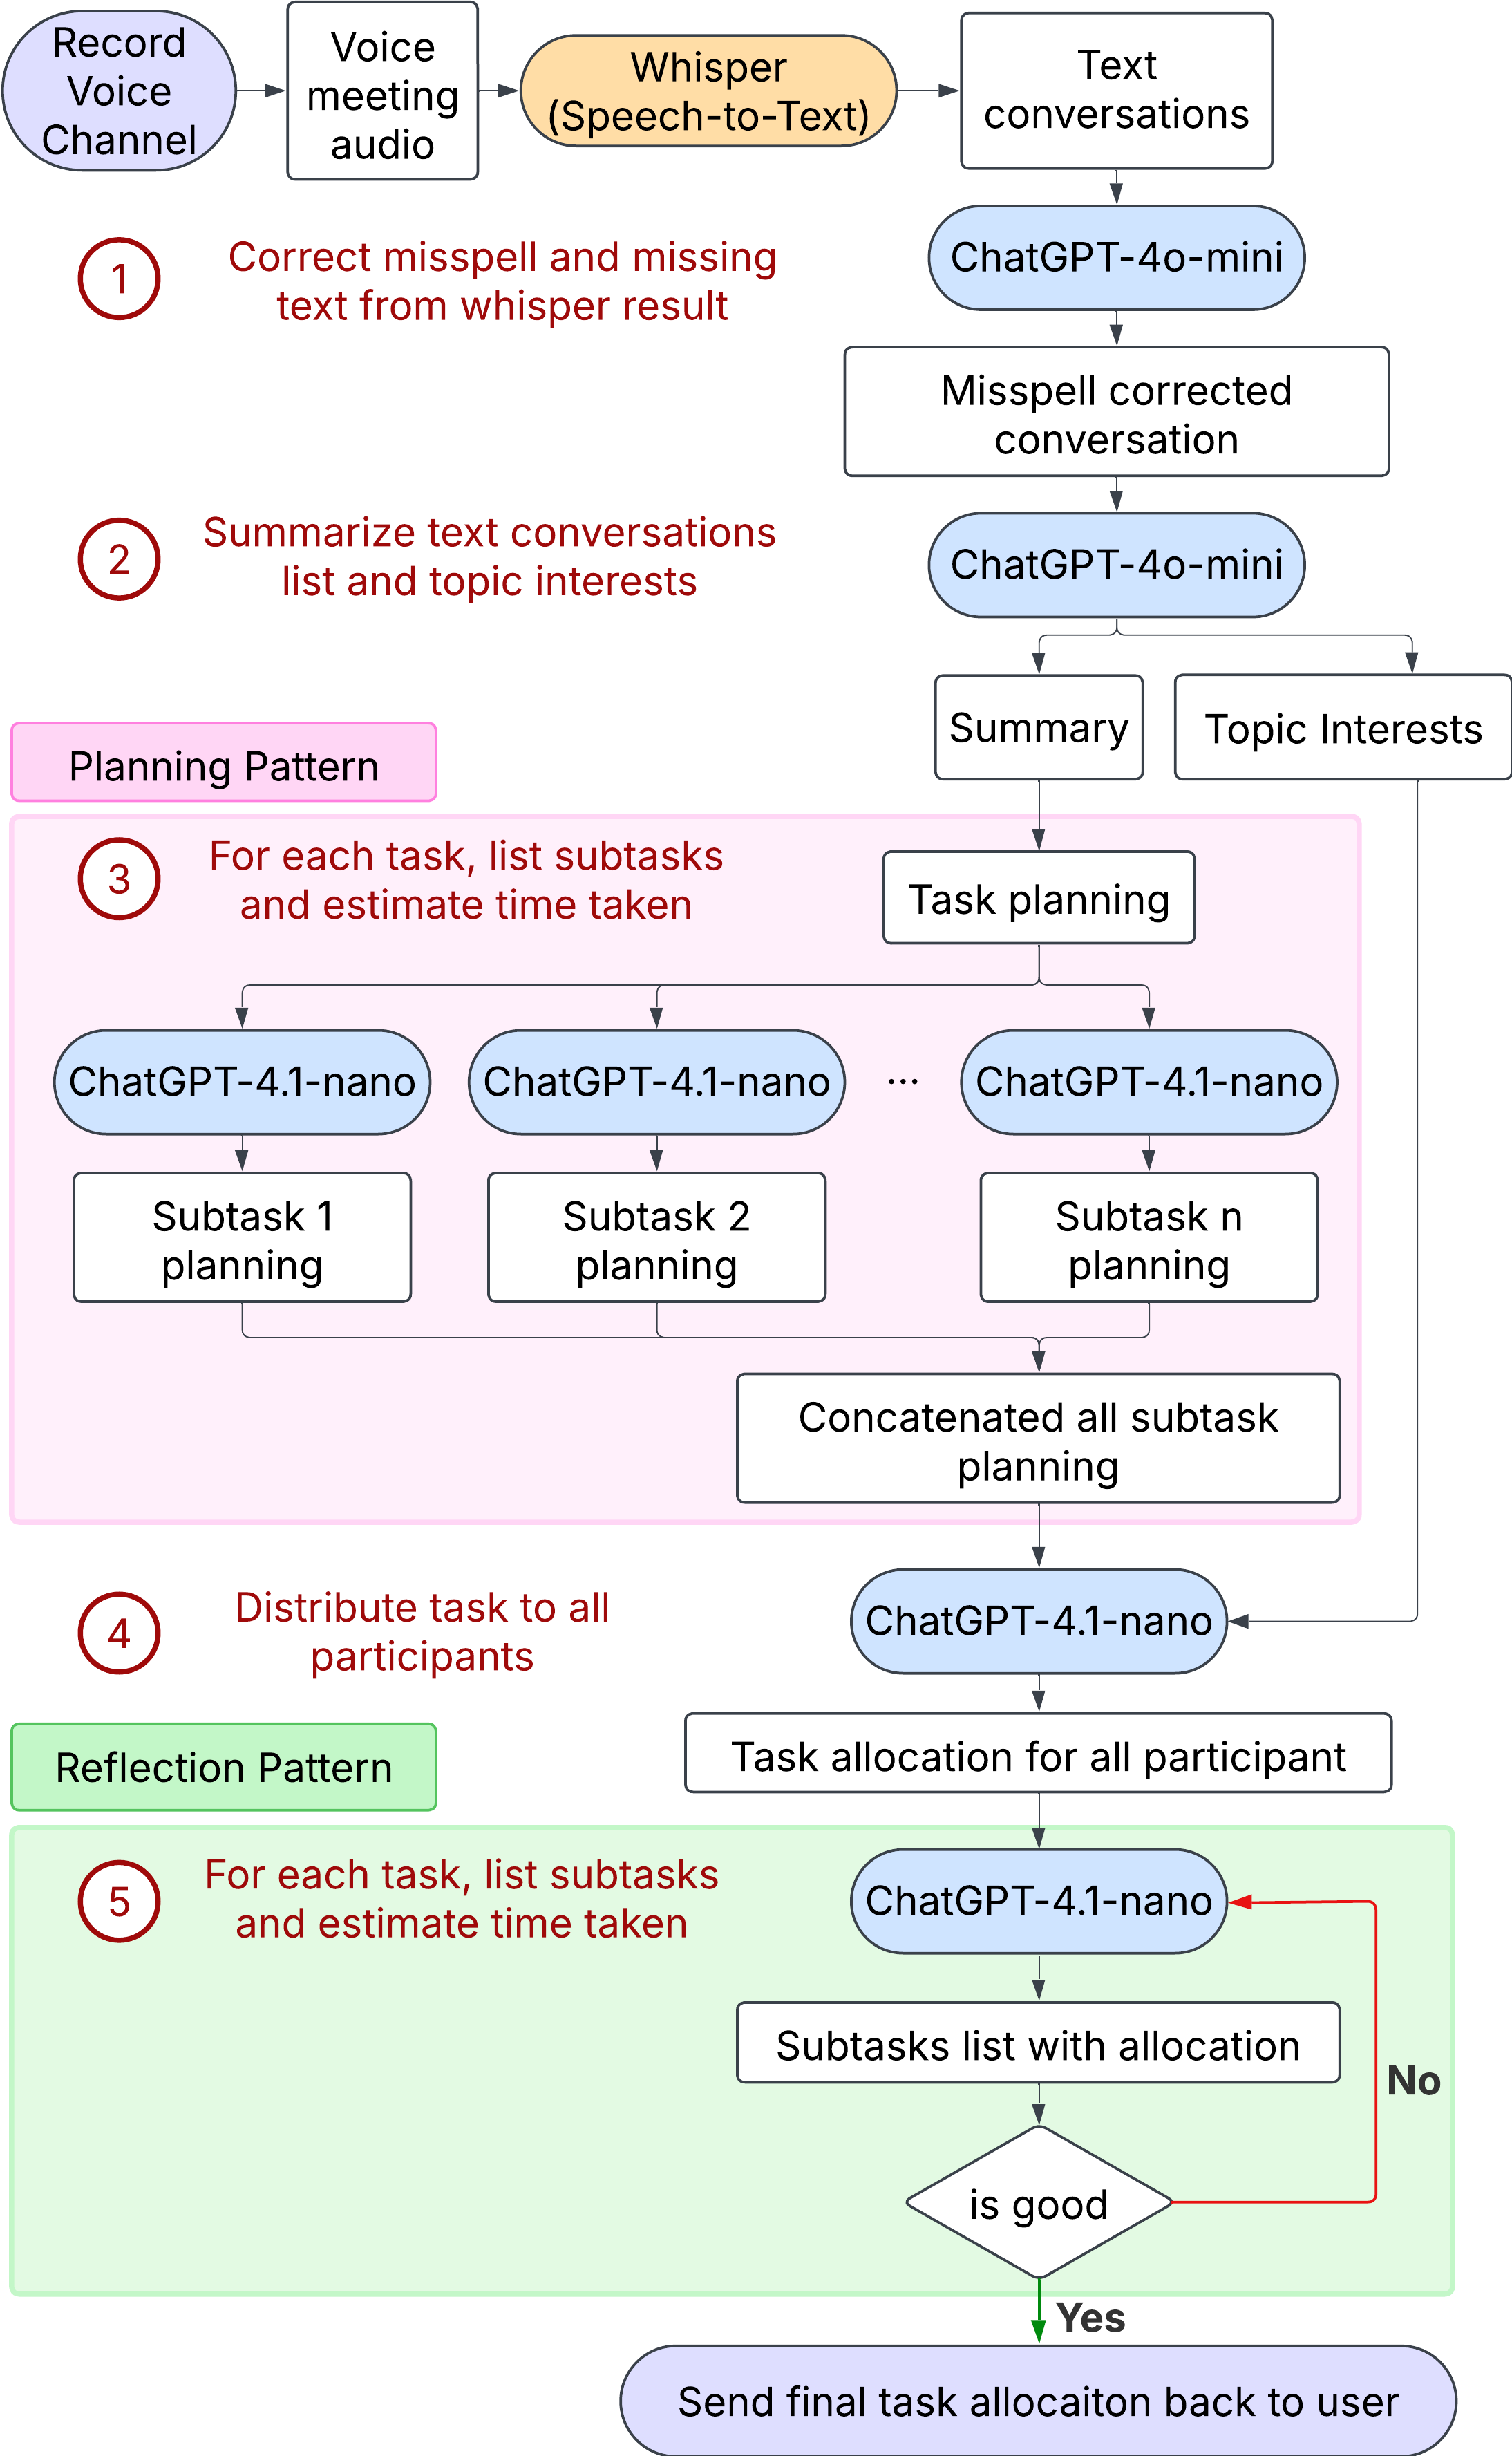 Record
Voice
Channel
Voice
meeting
audio
Whisper
(Speech-to-Text)
Text
conversations
1
Correct misspell and missing
text from whisper result
ChatGPT-4o-mini
Misspell corrected
conversation
2
Summarize text conversations
list and topic interests
ChatGPT-4o-mini
Summary
Topic Interests
Planning Pattern
3
For each task, list subtasks
and estimate time taken
Task planning
ChatGPT-4.1-nano
ChatGPT-4.1-nano
...
ChatGPT-4.1-nano
Subtask 1
planning
Subtask 2
planning
Subtask n
planning
Concatenated all subtask
planning
4
Distribute task to all
participants
ChatGPT-4.1-nano
Task allocation for all participant
Reflection Pattern
5
For each task, list subtasks
and estimate time taken
ChatGPT-4.1-nano
Subtasks list with allocation
No
is good
Yes
Send final task allocaiton back to user